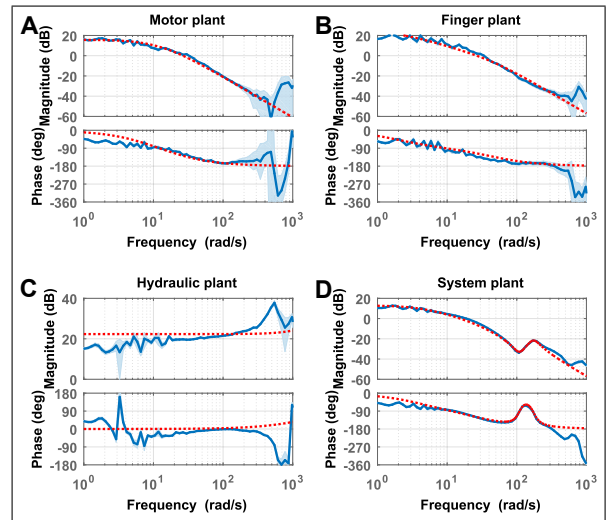 A Motor plant
Magnitude (dB)
20
0
-20
-40
-60
Phase (deg)
0
-90
-180
-270
-360
10^0 10^1 10^2 10^3
Frequency (rad/s)
B Finger plant
Magnitude (dB)
20
0
-20
-40
-60
Phase (deg)
0
-90
-180
-270
-360
10^0 10^1 10^2 10^3
Frequency (rad/s)
C Hydraulic plant
Magnitude (dB)
40
20
0
Phase (deg)
180
90
0
-90
-180
10^0 10^1 10^2 10^3
Frequency (rad/s)
D System plant
Magnitude (dB)
20
0
-20
-40
-60
Phase (deg)
0
-90
-180
-270
-360
10^0 10^1 10^2 10^3
Frequency (rad/s)